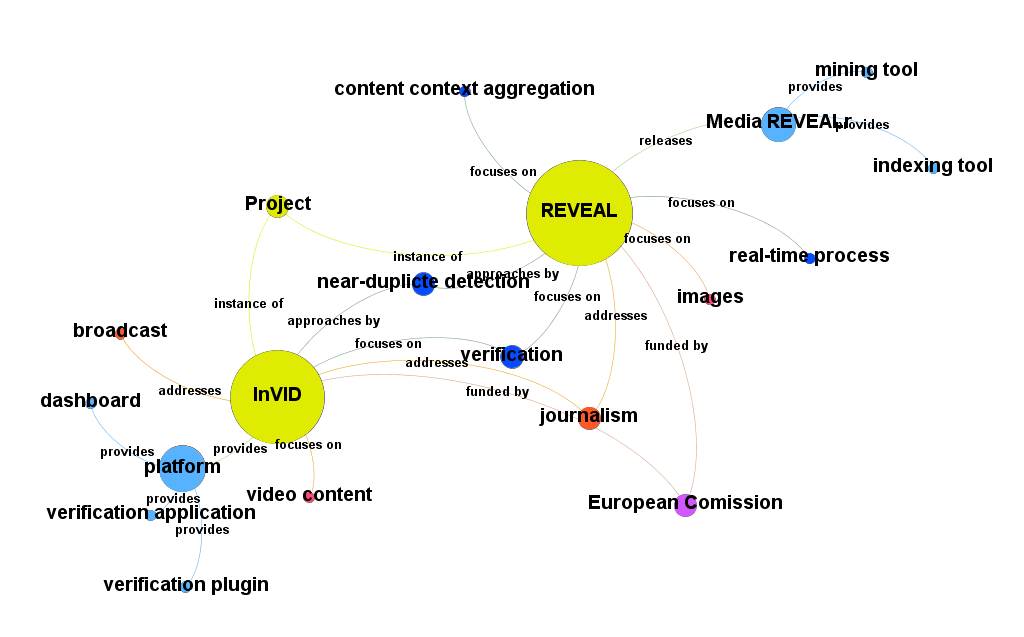 mining tool
provides
content context aggregation
Media REVEALr
provides
releases
indexing tool
focuses on
Project
REVEAL
focuses on
focuses on
instance of
real-time process
approaches by
near-duplicte detection
images
focuses on
instance of
addresses
approaches by
broadcast
focuses on
verification
funded by
addresses
addresses
InVID
funded by
dashboard
journalism
provides
provides
focuses on
platform
video content
provides
European Comission
verification application
provides
verification plugin